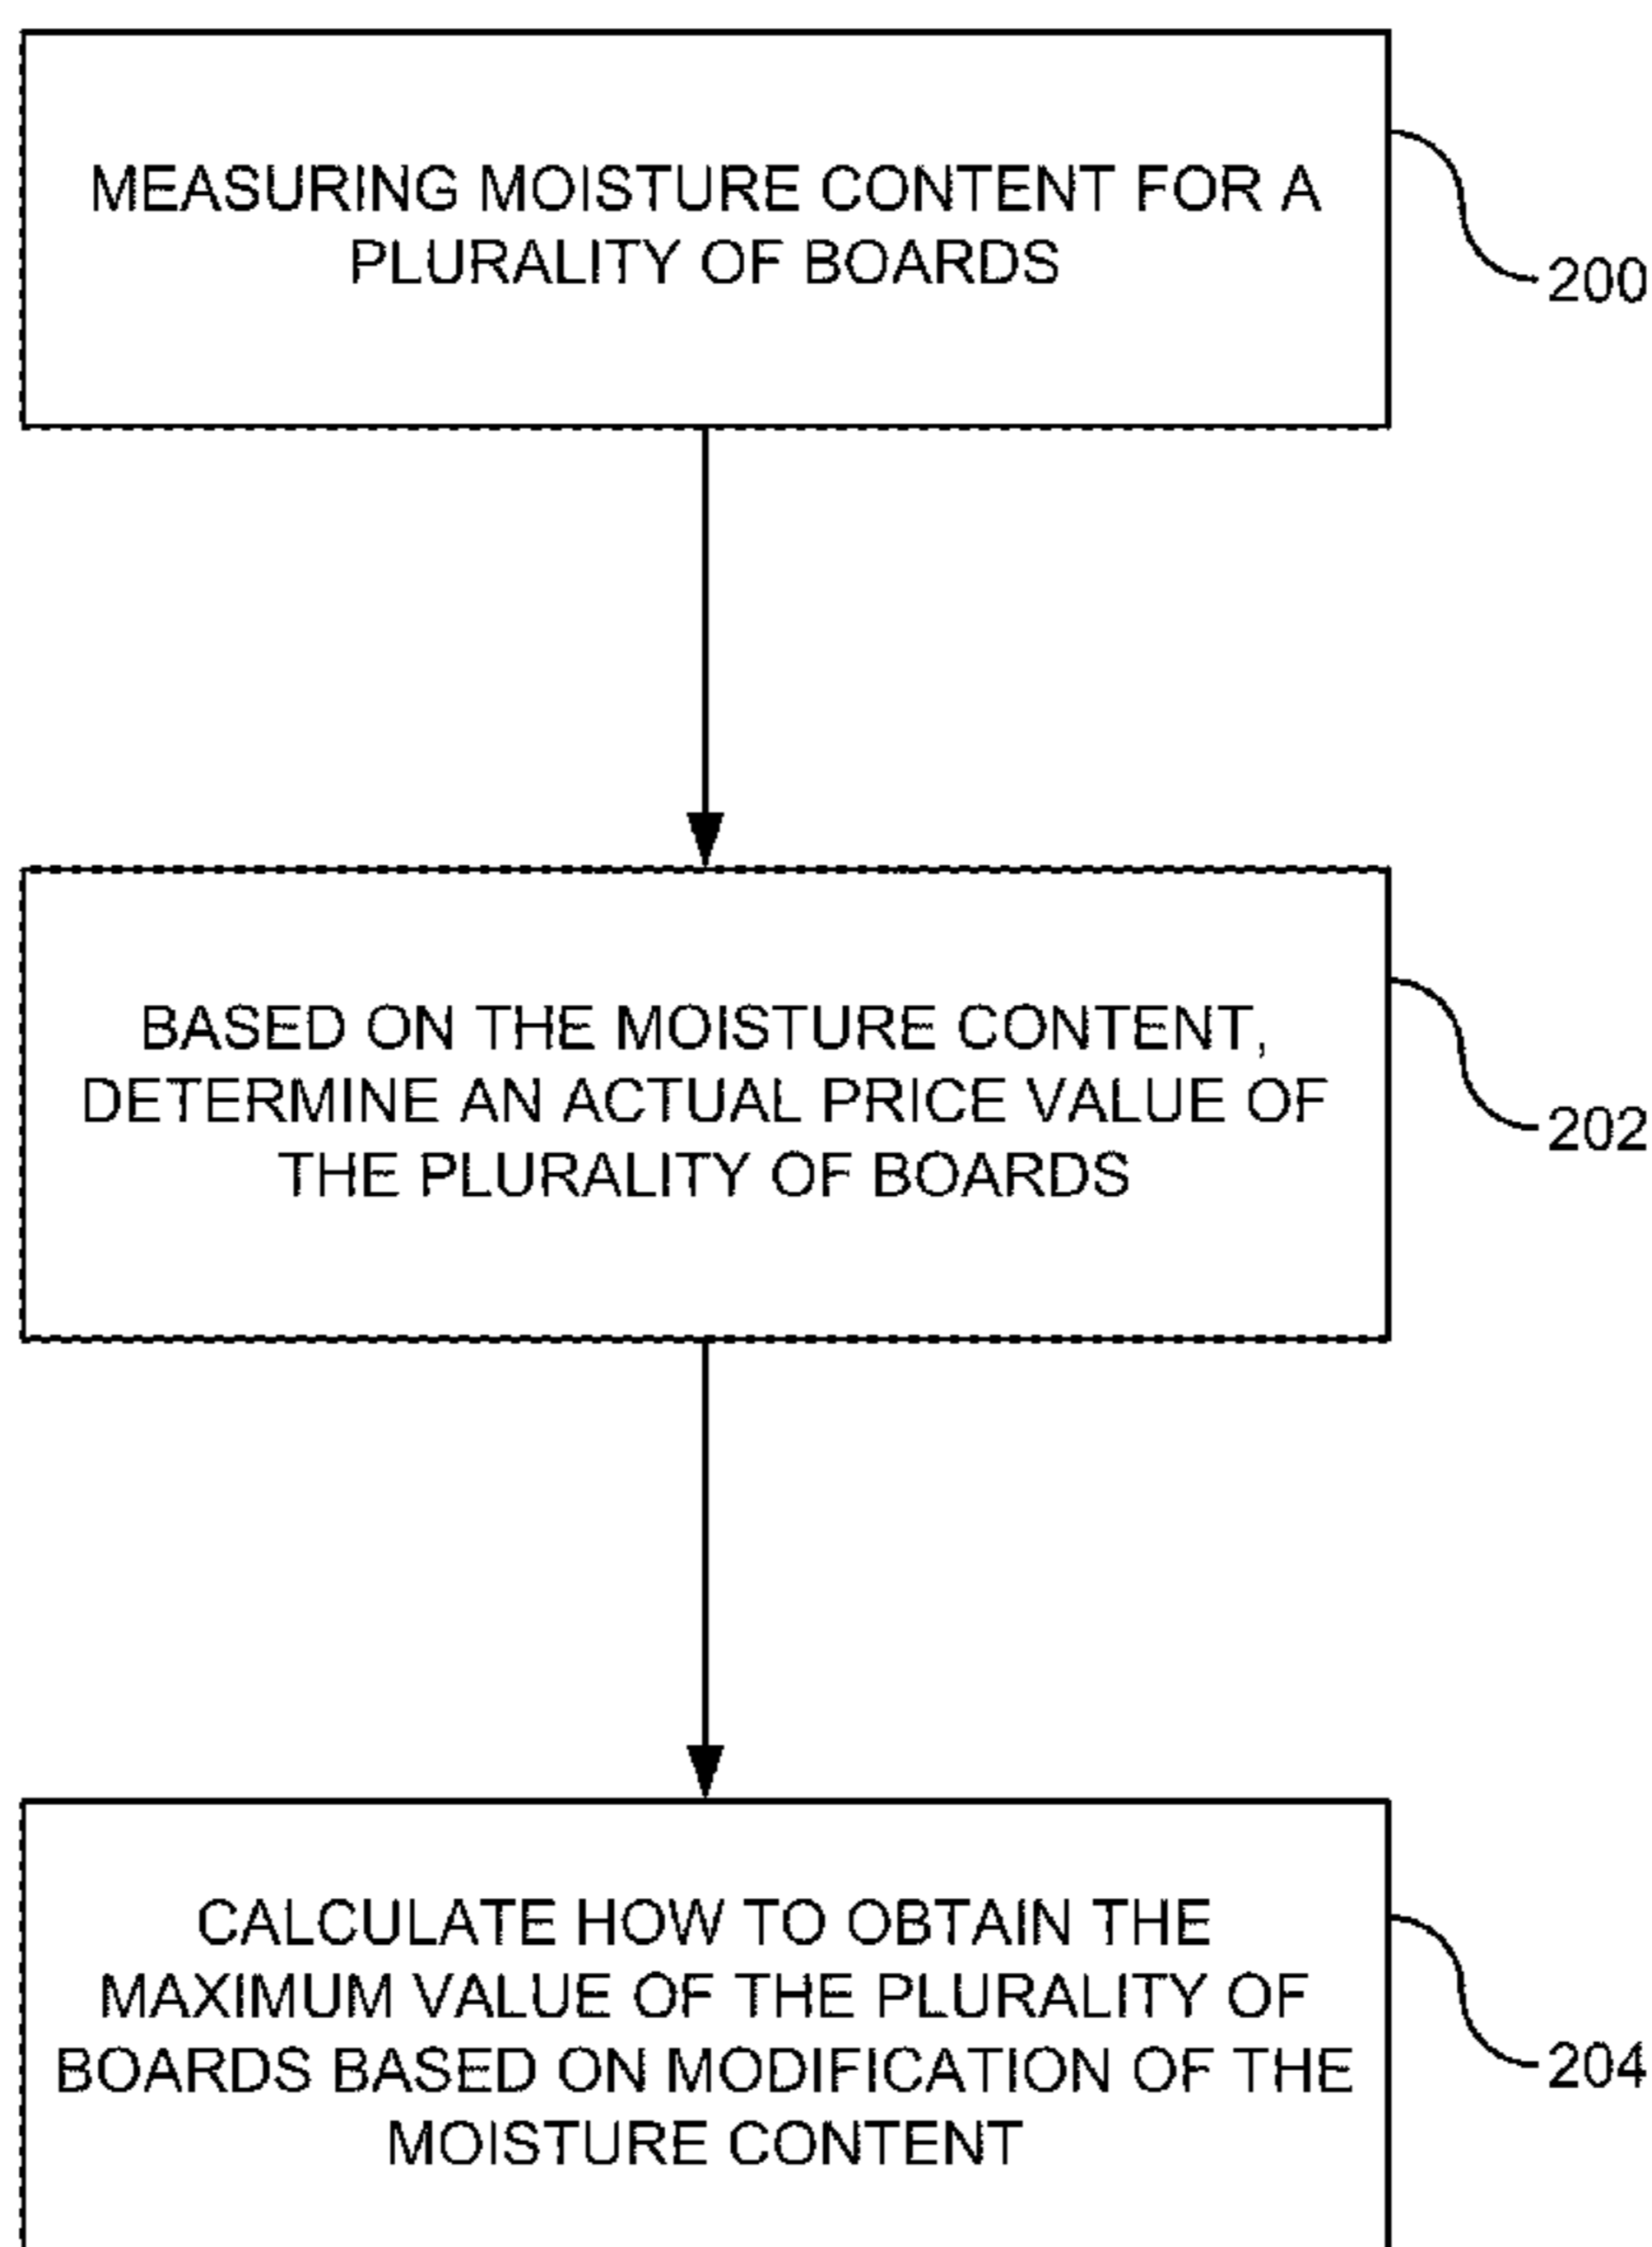 MEASURING MOISTURE CONTENT FOR A
PLURALITY OF BOARDS
200
BASED ON THE MOISTURE CONTENT,
DETERMINE AN ACTUAL PRICE VALUE OF
THE PLURALITY OF BOARDS
202
CALCULATE HOW TO OBTAIN THE
MAXIMUM VALUE OF THE PLURALITY OF
BOARDS BASED ON MODIFICATION OF THE
MOISTURE CONTENT
204